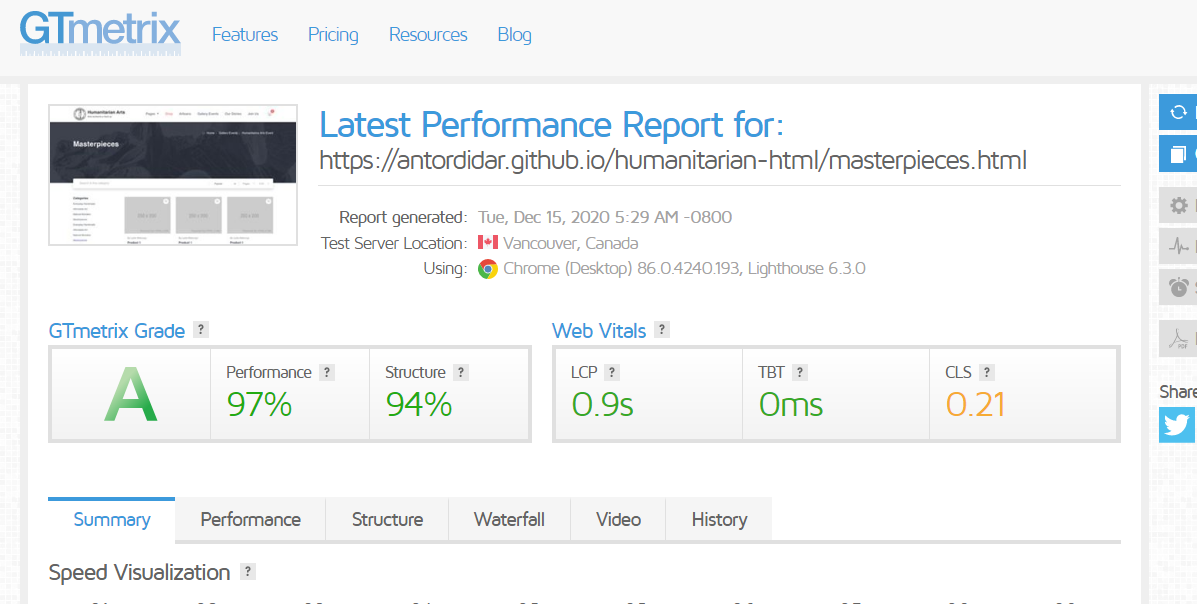 GTmetrix
Features Pricing Resources Blog
Humanitarian Arts
Masterpieces
Latest Performance Report for:
https://antordidar.github.io/humanitarian-html/masterpieces.html
Report generated: Tue, Dec 15, 2020 5:29 AM -0800
Test Server Location: Vancouver, Canada
Using: Chrome (Desktop) 86.0.4240.193, Lighthouse 6.3.0
GTmetrix Grade ?
Web Vitals ?
A
Performance ?
97%
Structure ?
94%
LCP ?
0.9s
TBT ?
0ms
CLS ?
0.21
PDF
Share
Summary Performance Structure Waterfall Video History
Speed Visualization ?